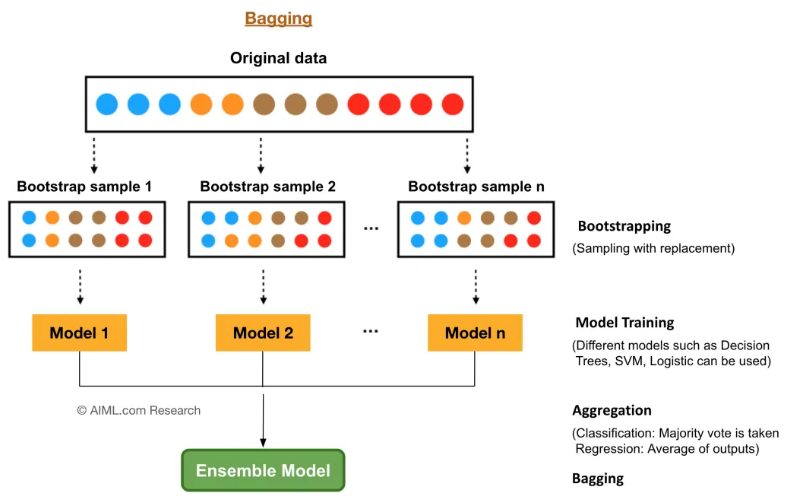 Bagging
Original data
Bootstrap sample 1
Bootstrap sample 2
Bootstrap sample n
...
Bootstrapping
(Sampling with replacement)
Model 1
Model 2
...
Model n
Model Training
(Different models such as Decision
Trees, SVM, Logistic can be used)
© AIML.com Research
Aggregation
(Classification: Majority vote is taken
Regression: Average of outputs)
Ensemble Model
Bagging